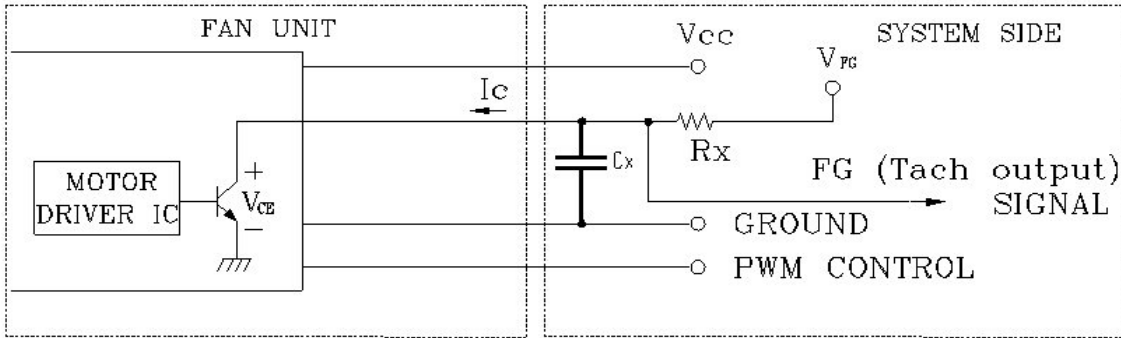 FAN UNIT
Vcc
SYSTEM SIDE
VFG
Ic
Cx
Rx
FG (Tach output)
SIGNAL
MOTOR
DRIVER IC
+
VCE
−
GROUND
PWM CONTROL